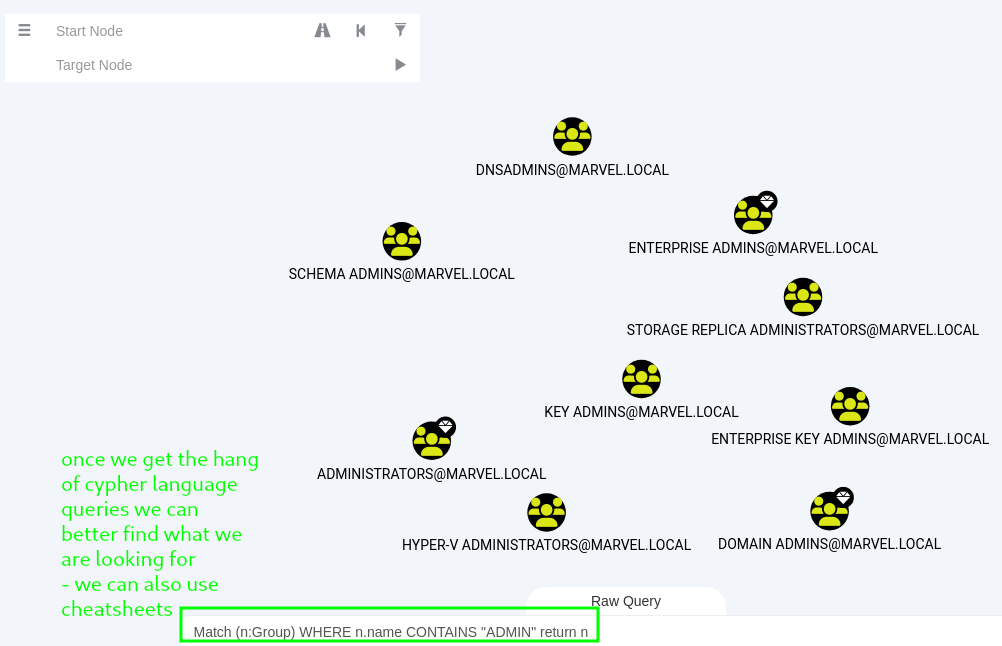 Start Node
Target Node
DNSADMINS@MARVEL.LOCAL
ENTERPRISE ADMINS@MARVEL.LOCAL
SCHEMA ADMINS@MARVEL.LOCAL
STORAGE REPLICA ADMINISTRATORS@MARVEL.LOCAL
KEY ADMINS@MARVEL.LOCAL
ENTERPRISE KEY ADMINS@MARVEL.LOCAL
ADMINISTRATORS@MARVEL.LOCAL
HYPER-V ADMINISTRATORS@MARVEL.LOCAL
DOMAIN ADMINS@MARVEL.LOCAL
once we get the hang
of cypher language
queries we can
better find what we
are looking for
- we can also use
cheatsheets
Raw Query
Match (n:Group) WHERE n.name CONTAINS "ADMIN" return n